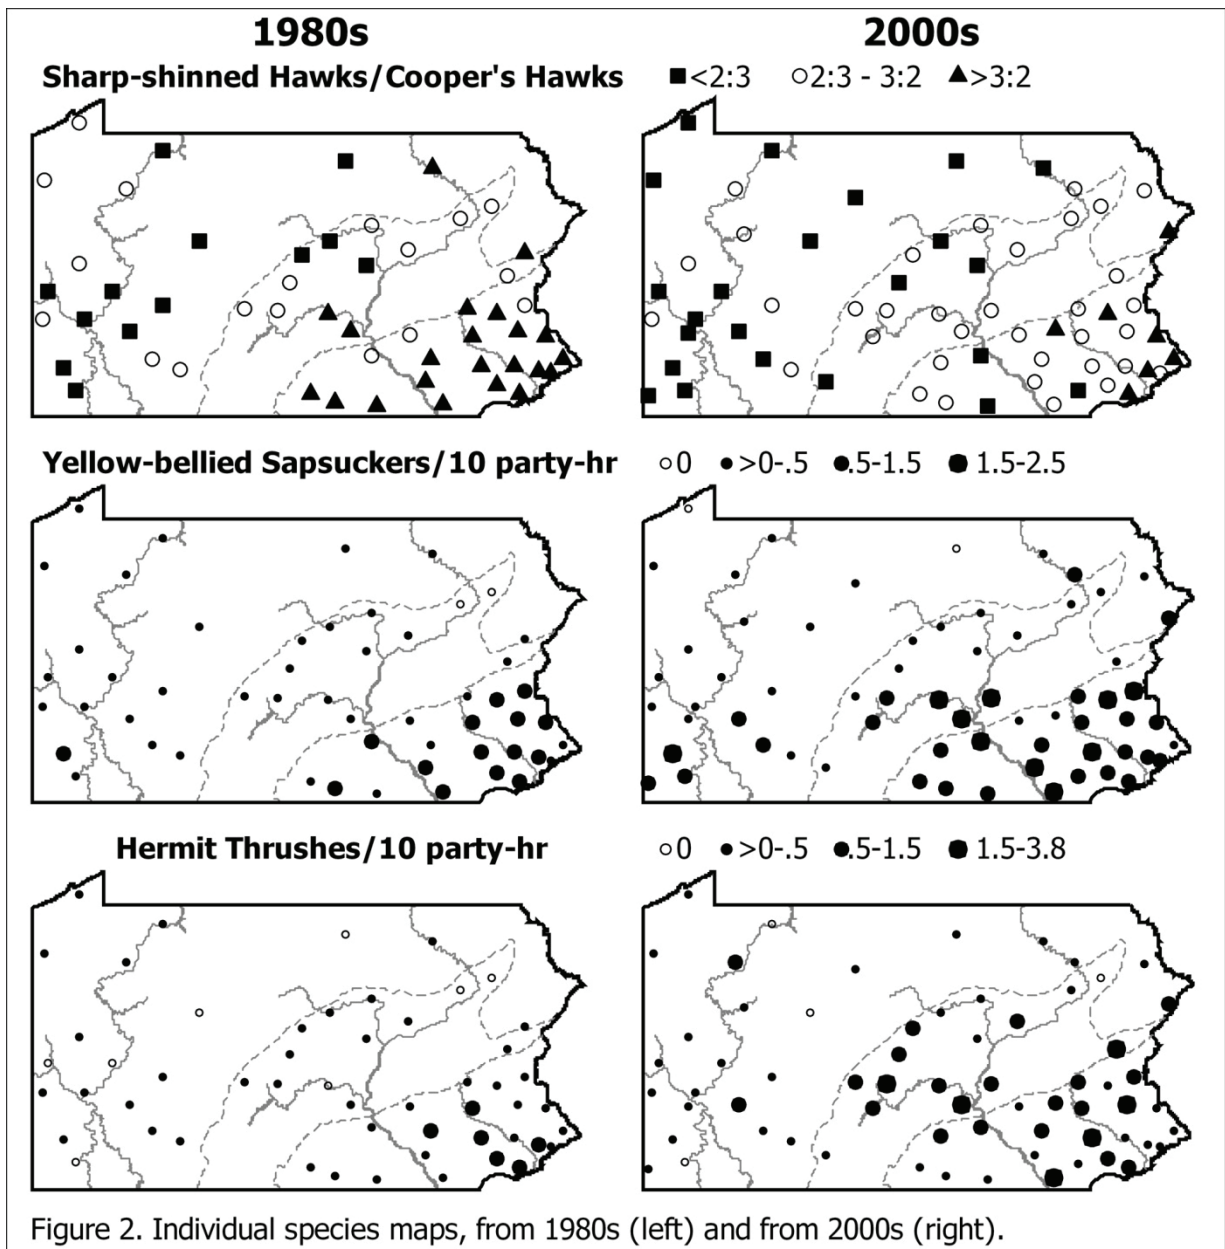 1980s 2000s
Sharp-shinned Hawks/Cooper's Hawks <2:3 2:3 - 3:2 >3:2
Yellow-bellied Sapsuckers/10 party-hr 0 >0-.5 .5-1.5 1.5-2.5
Hermit Thrushes/10 party-hr 0 >0-.5 .5-1.5 1.5-3.8
Figure 2. Individual species maps, from 1980s (left) and from 2000s (right).